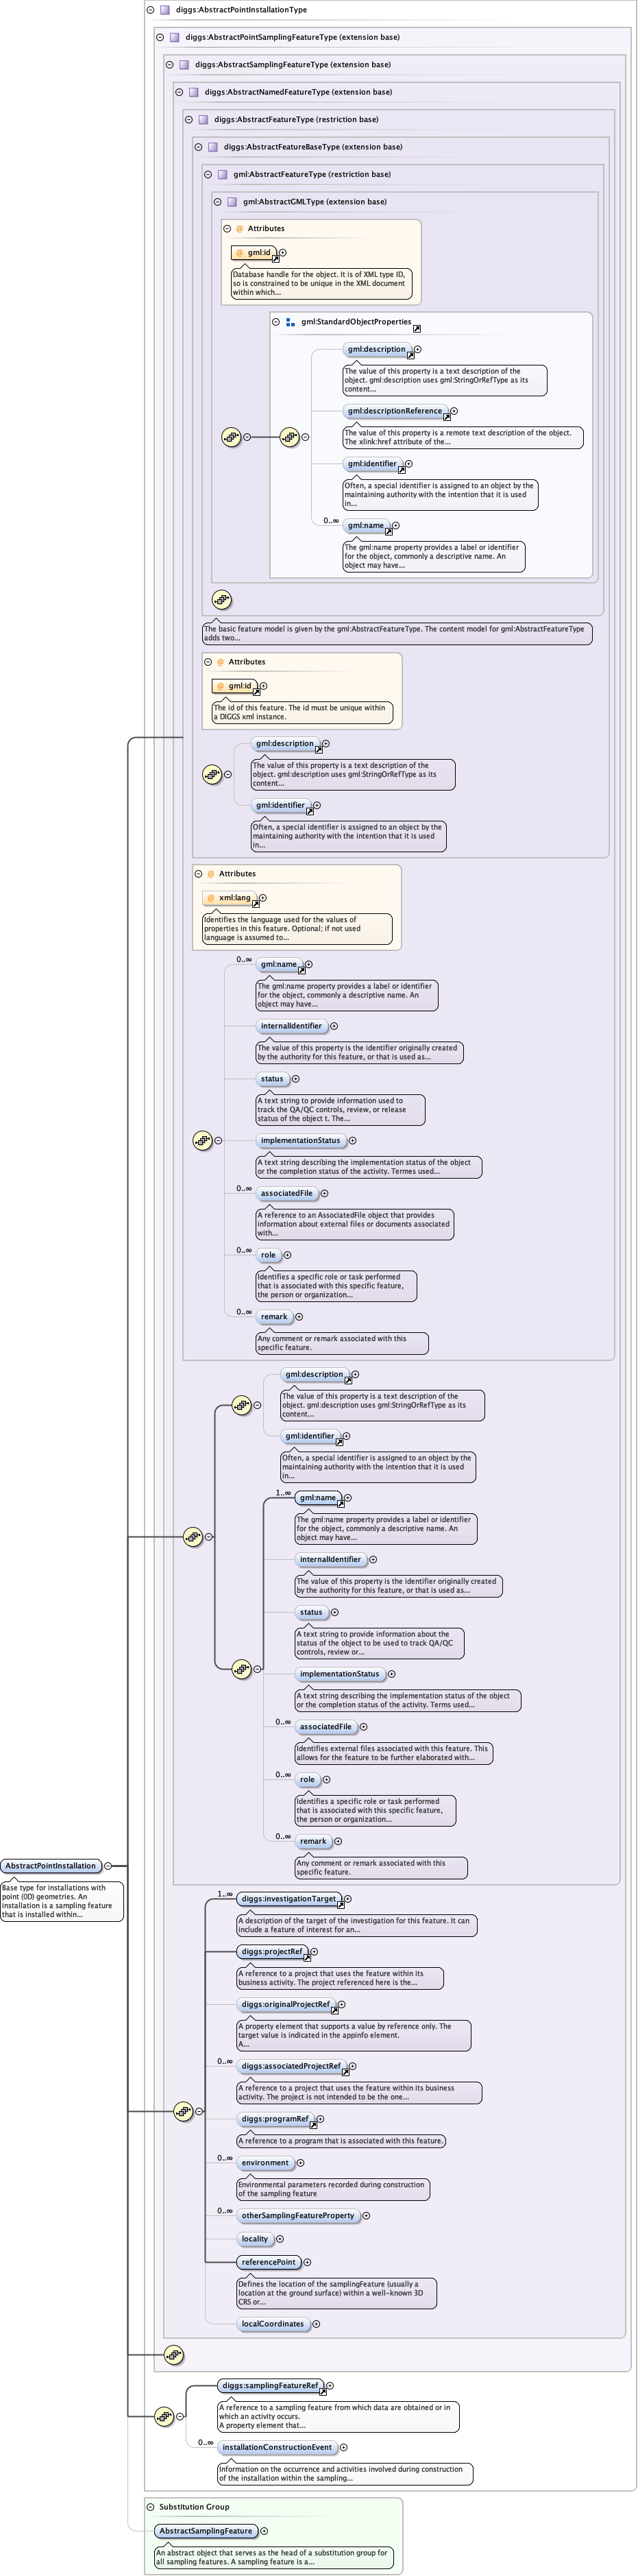 diggs:AbstractPointInstallationType
diggs:AbstractPointSamplingFeatureType (extension base)
diggs:AbstractSamplingFeatureType (extension base)
diggs:AbstractNamedFeatureType (extension base)
diggs:AbstractFeatureType (restriction base)
diggs:AbstractFeatureBaseType (extension base)
gml:AbstractFeatureType (restriction base)
gml:AbstractGMLType (extension base)
@ Attributes
@ gml:id
Database handle for the object. It is of XML type ID,
so is constrained to be unique in the XML document
within which...
gml:StandardObjectProperties
gml:description
The value of this property is a text description of the
object. gml:description uses gml:StringOrRefType as its
content...
gml:descriptionReference
The value of this property is a remote text description of the object.
The xlink:href attribute of the...
gml:identifier
Often, a special identifier is assigned to an object by the
maintaining authority with the intention that it is used
in...
0..∞
gml:name
The gml:name property provides a label or identifier
for the object, commonly a descriptive name. An
object may have...
The basic feature model is given by the gml:AbstractFeatureType. The content model for gml:AbstractFeatureType
adds two...
@ Attributes
@ gml:id
The id of this feature. The id must be unique within
a DIGGS xml instance.
gml:description
The value of this property is a text description of the
object. gml:description uses gml:StringOrRefType as its
content...
gml:identifier
Often, a special identifier is assigned to an object by the
maintaining authority with the intention that it is used
in...
@ Attributes
@ xml:lang
Identifies the language used for the values of
properties in this feature. Optional; if not used
language is assumed to...
0..∞
gml:name
The gml:name property provides a label or identifier
for the object, commonly a descriptive name. An
object may have...
internalIdentifier
The value of this property is the identifier originally created
by the authority for this feature, or that is used as...
status
A text string to provide information used to
track the QA/QC controls, review, or release
status of the object t. The...
implementationStatus
A text string describing the implementation status of the object
or the completion status of the activity. Termes used...
0..∞
associatedFile
A reference to an AssociatedFile object that provides
information about external files or documents associated
with...
0..∞
role
Identifies a specific role or task performed
that is associated with this specific feature,
the person or organization...
0..∞
remark
Any comment or remark associated with this
specific feature.
gml:description
The value of this property is a text description of the
object. gml:description uses gml:StringOrRefType as its
content...
gml:identifier
Often, a special identifier is assigned to an object by the
maintaining authority with the intention that it is used
in...
1..∞
gml:name
The gml:name property provides a label or identifier
for the object, commonly a descriptive name. An
object may have...
internalIdentifier
The value of this property is the identifier originally created
by the authority for this feature, or that is used as...
status
A text string to provide information about the
status of the object to be used to track QA/QC
controls, review or...
implementationStatus
A text string describing the implementation status of the object
or the completion status of the activity. Terms used...
0..∞
associatedFile
Identifies external files associated with this feature. This
allows for the feature to be further elaborated with...
0..∞
role
Identifies a specific role or task performed
that is associated with this specific feature,
the person or organization...
0..∞
remark
Any comment or remark associated with this
specific feature.
AbstractPointInstallation
Base type for installations with
point (0D) geometries. An
installation is a sampling feature
that is installed within...
1..∞
diggs:investigationTarget
A description of the target of the investigation for this feature. It can
include a feature of interest for an...
diggs:projectRef
A reference to a project that uses the feature within its
business activity. The project referenced here is the...
diggs:originalProjectRef
A property element that supports a value by reference only. The
target value is indicated in the appinfo element.
A...
0..∞
diggs:associatedProjectRef
A reference to a project that uses the feature within its business
activity. The project is not intended to be the one...
0..∞
diggs:programRef
A reference to a program that is associated with this feature.
0..∞
environment
Environmental parameters recorded during construction
of the sampling feature
0..∞
otherSamplingFeatureProperty
locality
referencePoint
Defines the location of the samplingFeature (usually a
location at the ground surface) within a well-known 3D
CRS or...
localCoordinates
diggs:samplingFeatureRef
A reference to a sampling feature from which data are obtained or in
which an activity occurs.
A property element that...
0..∞
installationConstructionEvent
Information on the occurrence and activities involved during construction
of the installation within the sampling...
Substitution Group
AbstractSamplingFeature
An abstract object that serves as the head of a substitution group for
all sampling features. A sampling feature is a...